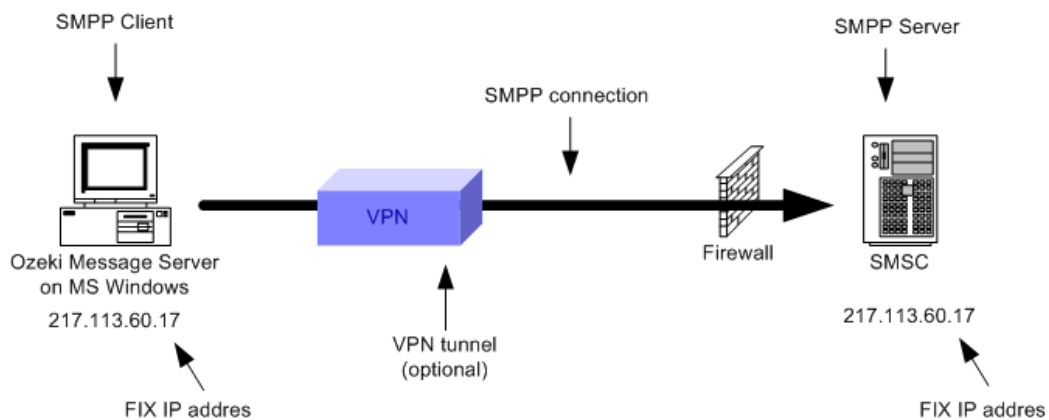 SMPP Client
SMPP Server
SMPP connection
VPN
Firewall
Ozeki Message Server
on MS Windows
SMSC
217.113.60.17
217.113.60.17
VPN tunnel
(optional)
FIX IP addres
FIX IP addres